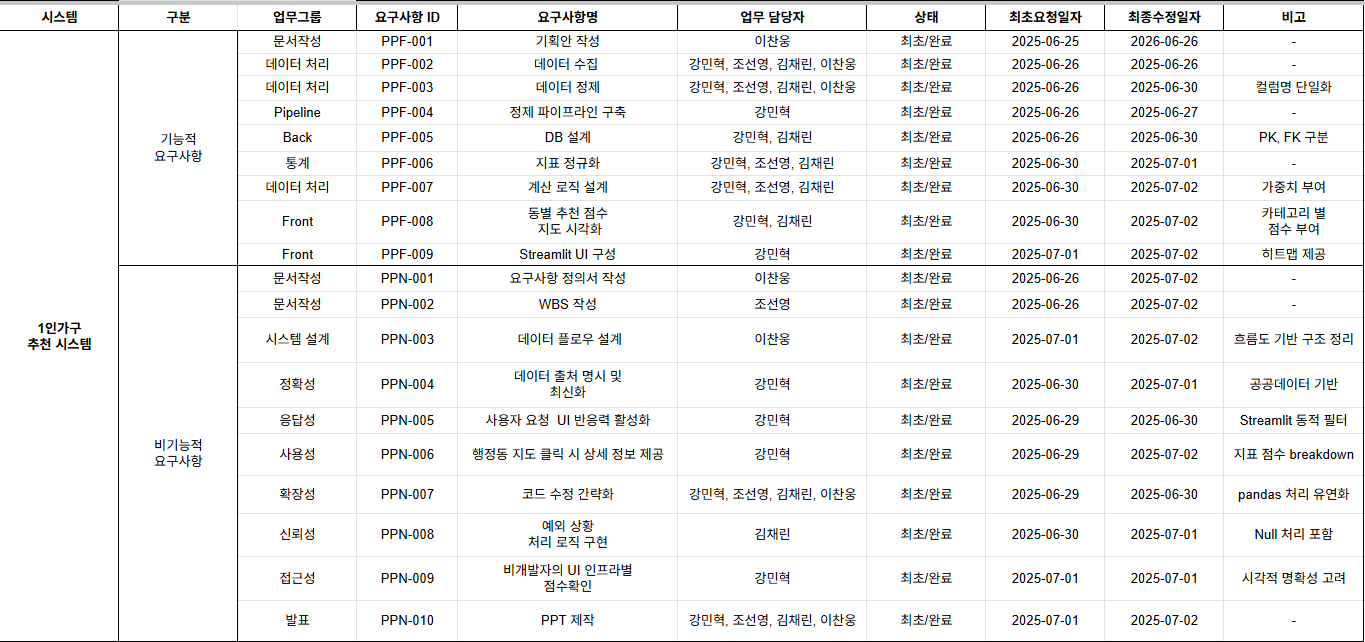 시스템 구분 업무그룹 요구사항 ID 요구사항명 업무 담당자 상태 최초요청일자 최종수정일자 비고
1인가구
추천 시스템
기능적
요구사항
문서작성 PPF-001 기획안 작성 이찬웅 최초/완료 2025-06-25 2026-06-26 -
데이터 처리 PPF-002 데이터 수집 강민혁, 조선영, 김채린, 이찬웅 최초/완료 2025-06-26 2025-06-26 -
데이터 처리 PPF-003 데이터 정제 강민혁, 조선영, 김채린, 이찬웅 최초/완료 2025-06-26 2025-06-30 컬럼명 단일화
Pipeline PPF-004 정제 파이프라인 구축 강민혁 최초/완료 2025-06-26 2025-06-27 -
Back PPF-005 DB 설계 강민혁, 김채린 최초/완료 2025-06-26 2025-06-30 PK, FK 구분
통계 PPF-006 지표 정규화 강민혁, 조선영, 김채린 최초/완료 2025-06-30 2025-07-01 -
데이터 처리 PPF-007 계산 로직 설계 강민혁, 조선영, 김채린 최초/완료 2025-06-30 2025-07-02 가중치 부여
Front PPF-008 동별 추천 점수
지도 시각화 강민혁, 김채린 최초/완료 2025-06-30 2025-07-02 카테고리 별
점수 부여
Front PPF-009 Streamlit UI 구성 강민혁 최초/완료 2025-07-01 2025-07-02 히트맵 제공
비기능적
요구사항
문서작성 PPN-001 요구사항 정의서 작성 이찬웅 최초/완료 2025-06-26 2025-07-02 -
문서작성 PPN-002 WBS 작성 조선영 최초/완료 2025-06-26 2025-07-02 -
시스템 설계 PPN-003 데이터 플로우 설계 이찬웅 최초/완료 2025-07-01 2025-07-02 흐름도 기반 구조 정리
정확성 PPN-004 데이터 출처 명시 및
최신화 강민혁 최초/완료 2025-06-30 2025-07-01 공공데이터 기반
응답성 PPN-005 사용자 요청  UI 반응력 활성화 강민혁 최초/완료 2025-06-29 2025-06-30 Streamlit 동적 필터
사용성 PPN-006 행정동 지도 클릭 시 상세 정보 제공 강민혁 최초/완료 2025-06-29 2025-07-02 지표 점수 breakdown
확장성 PPN-007 코드 수정 간략화 강민혁, 조선영, 김채린, 이찬웅 최초/완료 2025-06-29 2025-06-30 pandas 처리 유연화
신뢰성 PPN-008 예외 상황
처리 로직 구현 김채린 최초/완료 2025-06-30 2025-07-01 Null 처리 포함
접근성 PPN-009 비개발자의 UI 인프라별
점수확인 강민혁 최초/완료 2025-07-01 2025-07-01 시각적 명확성 고려
발표 PPN-010 PPT 제작 강민혁, 조선영, 김채린, 이찬웅 최초/완료 2025-07-01 2025-07-02 -